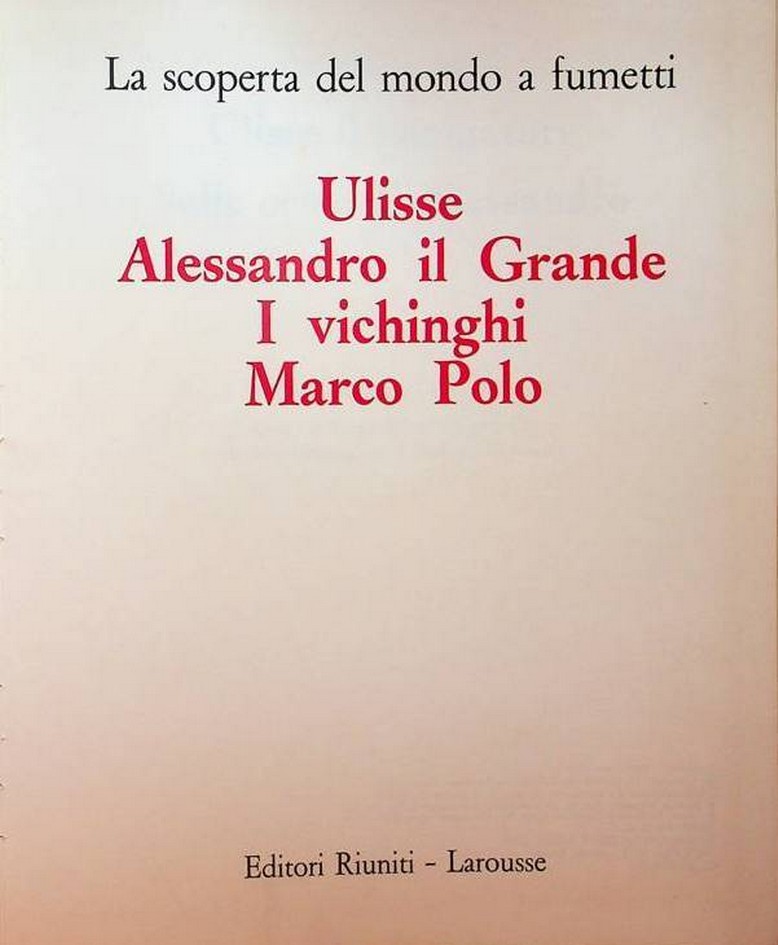 La scoperta del mondo a fumetti
Ulisse
Alessandro il Grande
I vichinghi
Marco Polo
Editori Riuniti – Larousse